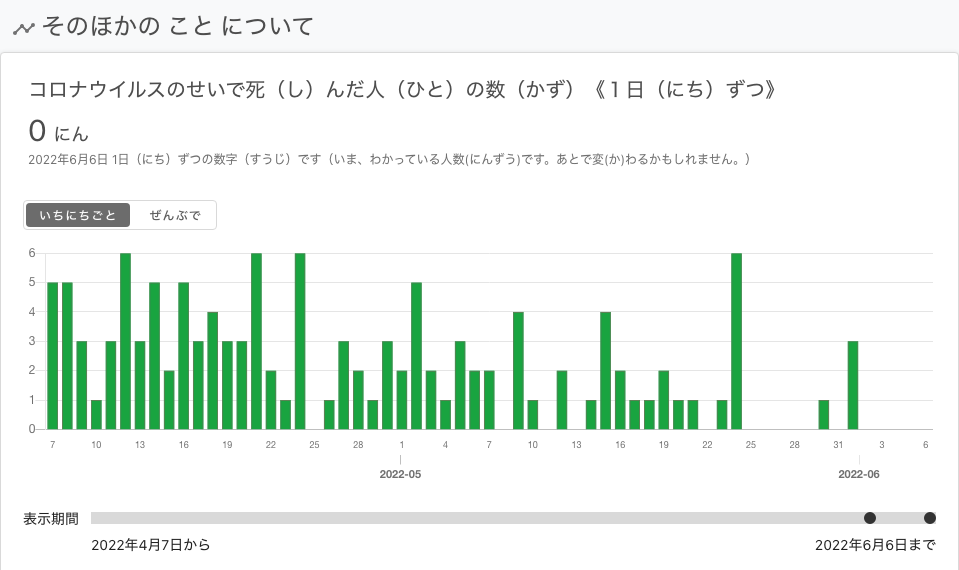 そのほかの こと について
コロナウイルスのせいで死（し）んだ人（ひと）の数（かず）《１日（にち）ずつ》
0 にん
2022年6月6日 1日（にち）ずつの数字（すうじ）です（いま、わかっている人数(にんずう)です。あとで変(か)わるかもしれません。）
いちにちごと ぜんぶで
6
5
4
3
2
1
0
7 10 13 16 19 22 25 28 1 4 7 10 13 16 19 22 25 28 31 3 6
2022-05 2022-06
表示期間
2022年4月7日から 2022年6月6日まで